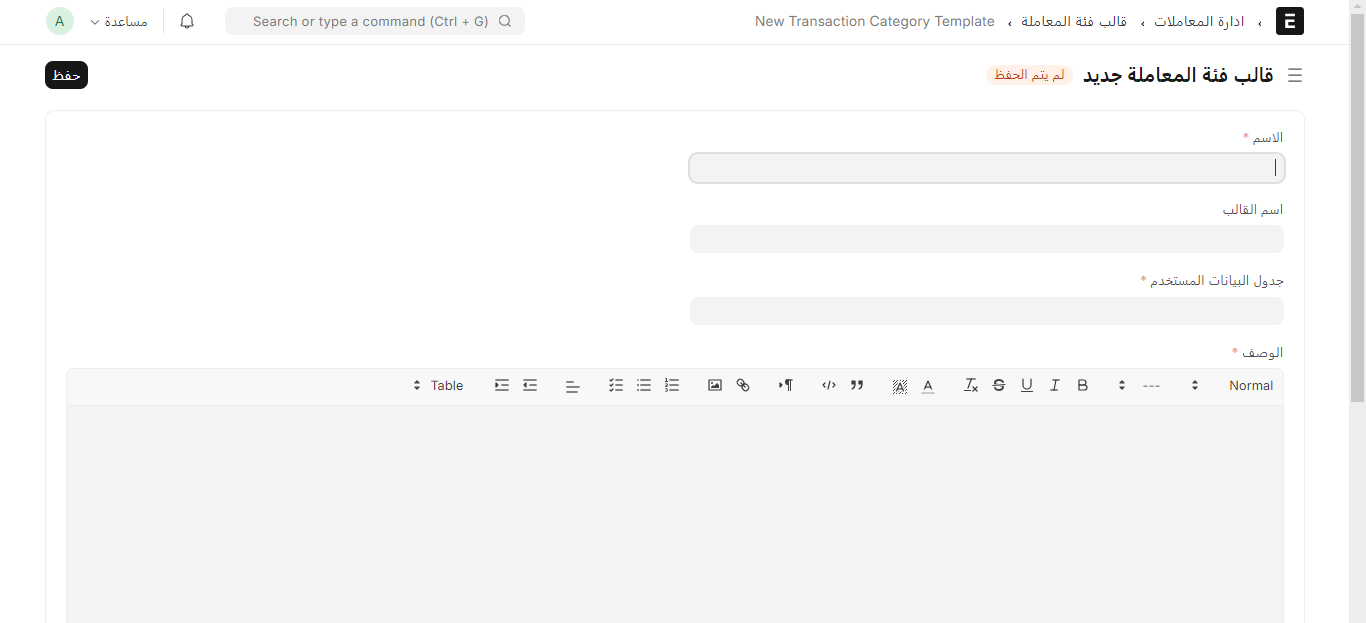 E ‹ ادارة المعاملات ‹ قالب فئة المعاملة ‹ New Transaction Category Template Search or type a command (Ctrl + G) مساعدة A
قالب فئة المعاملة جديد لم يتم الحفظ حفظ
الاسم *
اسم القالب
جدول البيانات المستخدم *
الوصف *
Normal --- B I U S Tx A A Table